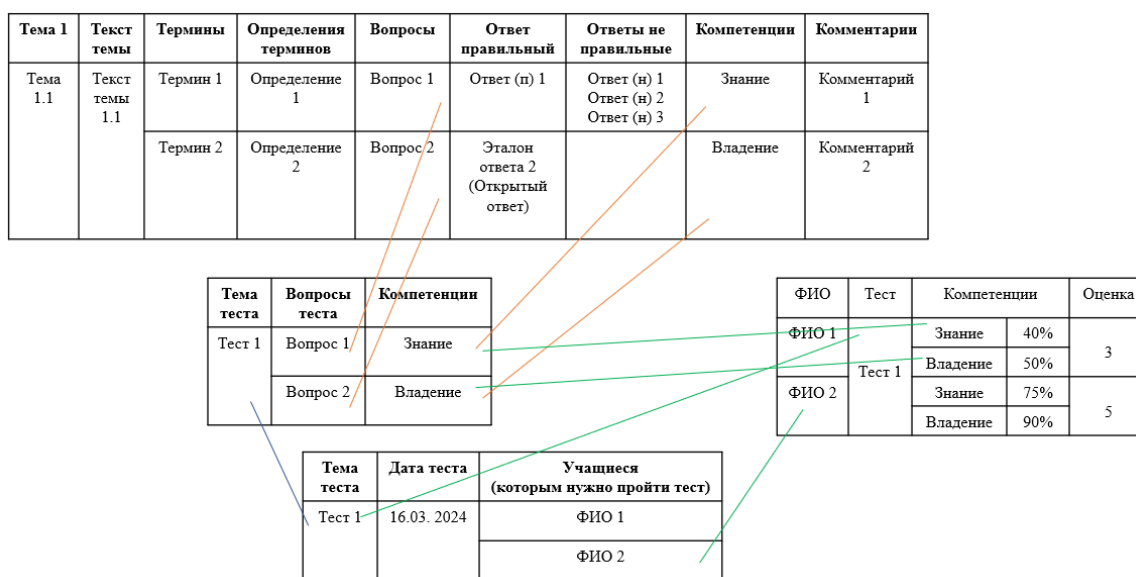 Тема 1 Текст темы Термины Определения терминов Вопросы Ответ правильный Ответы не правильные Компетенции Комментарии
Тема 1.1 Текст темы 1.1 Термин 1 Определение 1 Вопрос 1 Ответ (п) 1 Ответ (н) 1 Ответ (н) 2 Ответ (н) 3 Знание Комментарий 1
Термин 2 Определение 2 Вопрос 2 Эталон ответа 2 (Открытый ответ) Владение Комментарий 2
Тема теста Вопросы теста Компетенции
Тест 1 Вопрос 1 Знание
Вопрос 2 Владение
ФИО Тест Компетенции Оценка
ФИО 1 Тест 1 Знание 40% 3
Владение 50%
ФИО 2 Знание 75% 5
Владение 90%
Тема теста Дата теста Учащиеся (которым нужно пройти тест)
Тест 1 16.03. 2024 ФИО 1
ФИО 2